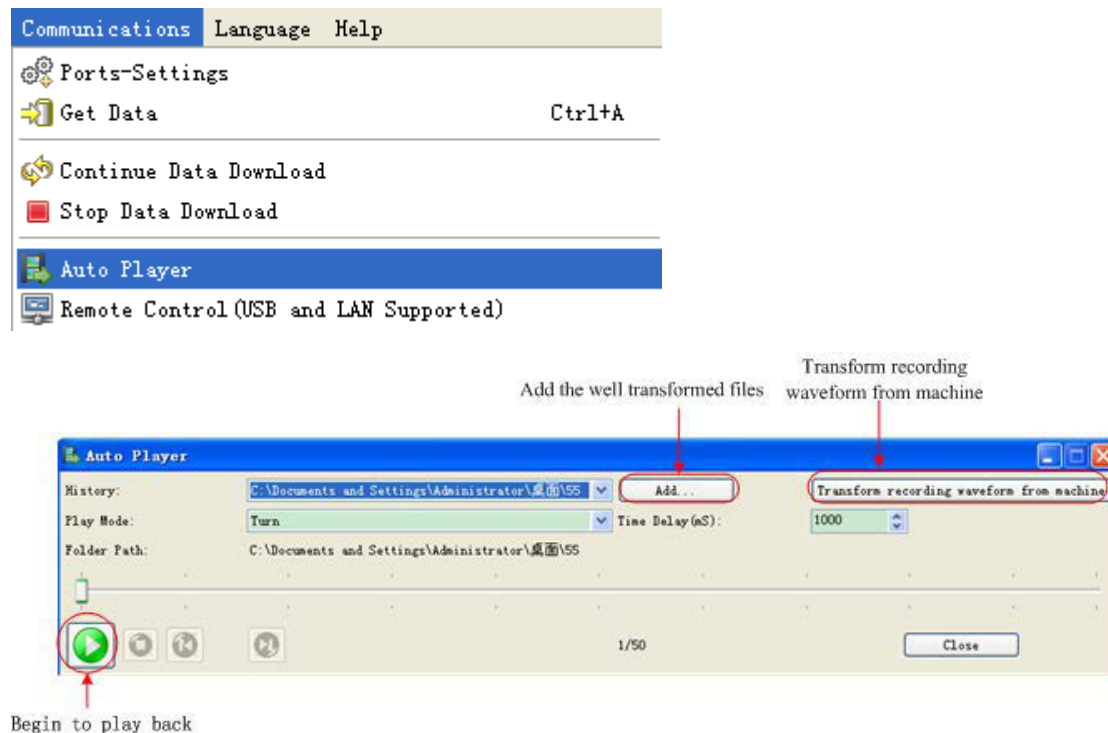 Communications Language Help
Ports-Settings
Get Data Ctrl+A
Continue Data Download
Stop Data Download
Auto Player
Remote Control(USB and LAN Supported)
Transform recording
Add the well transformed files waveform from machine
Auto Player
History: C:\Documents and Settings\Administrator\桌面\55 Add... Transform recording waveform from machine
Play Mode: Turn Time Delay(mS): 1000
Folder Path: C:\Documents and Settings\Administrator\桌面\55
1/50 Close
Begin to play back